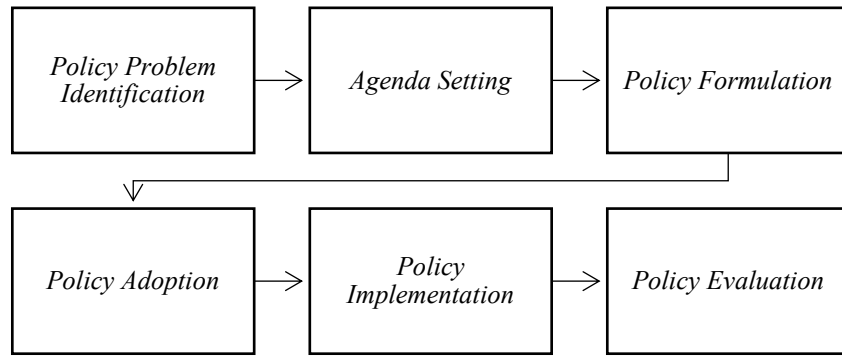 Policy Problem
Identification
Agenda Setting
Policy Formulation
Policy Adoption
Policy
Implementation
Policy Evaluation